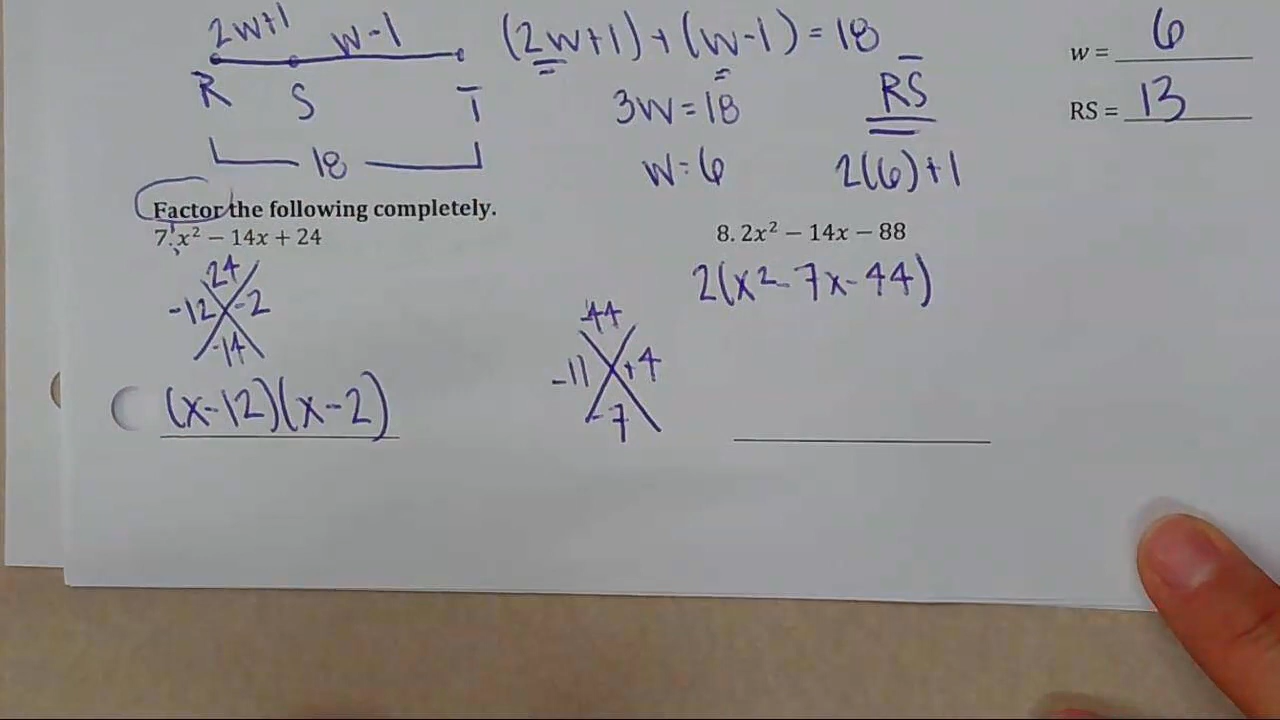 2w+1 w-1 (2w+1)+(w-1)=18
w = 6
R S T 3w=18 RS
RS = 13
18 w=6 2(6)+1
Factor the following completely.
7. x² − 14x + 24
8. 2x² − 14x − 88
2(x²-7x-44)
24
-12 -2
-14
-44
-11 +4
-7
(x-12)(x-2)